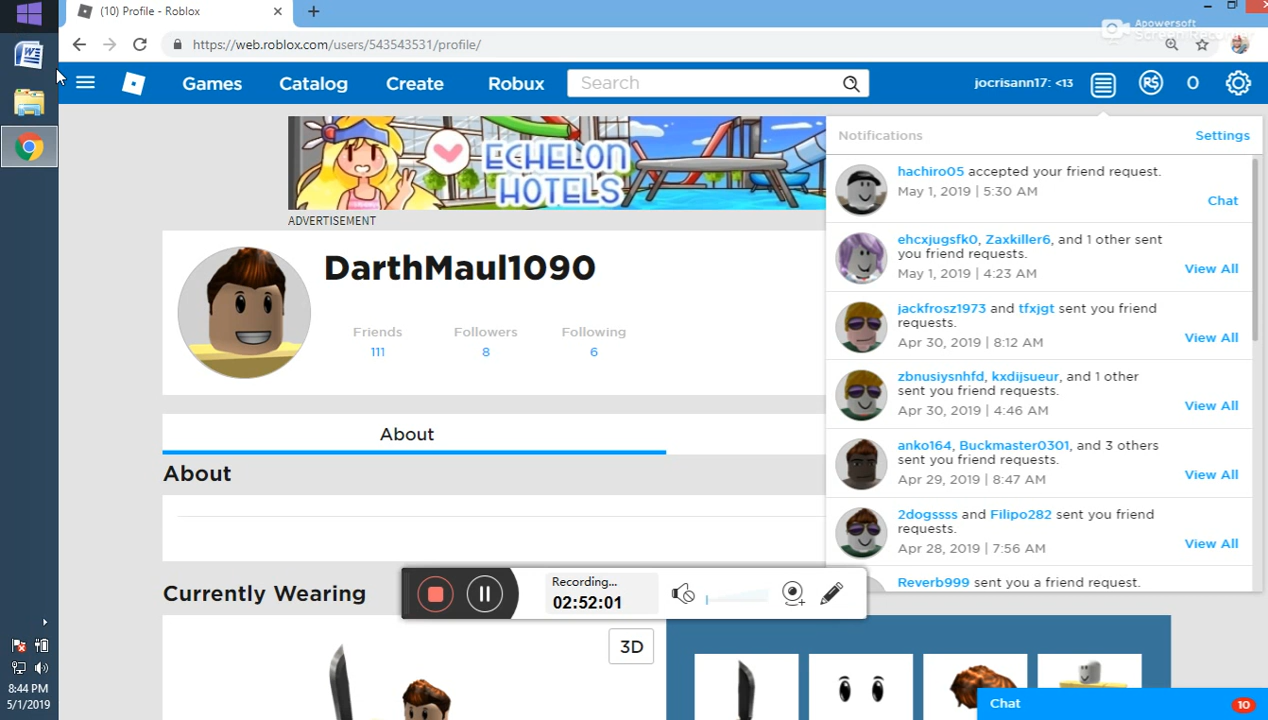 (10) Profile - Roblox
Apowersoft
Screen Recorder
https://web.roblox.com/users/543543531/profile/
Games
Catalog
Create
Robux
Search
jocrisann17: <13
R$
0
ECHELON
HOTELS
ADVERTISEMENT
DarthMaul1090
Friends
Followers
Following
111
8
6
About
About
Currently Wearing
3D
Notifications
Settings
hachiro05 accepted your friend request.
May 1, 2019 | 5:30 AM
Chat
ehcxjugsfk0, Zaxkiller6, and 1 other sent
you friend requests.
May 1, 2019 | 4:23 AM
View All
jackfrosz1973 and tfxjgt sent you friend
requests.
Apr 30, 2019 | 8:12 AM
View All
zbnusiysnhfd, kxdijsueur, and 1 other
sent you friend requests.
Apr 30, 2019 | 4:46 AM
View All
anko164, Buckmaster0301, and 3 others
sent you friend requests.
Apr 29, 2019 | 8:47 AM
View All
2dogssss and Filipo282 sent you friend
requests.
Apr 28, 2019 | 7:56 AM
View All
Reverb999 sent you a friend request.
Recording...
02:52:01
Chat
10
8:44 PM
5/1/2019